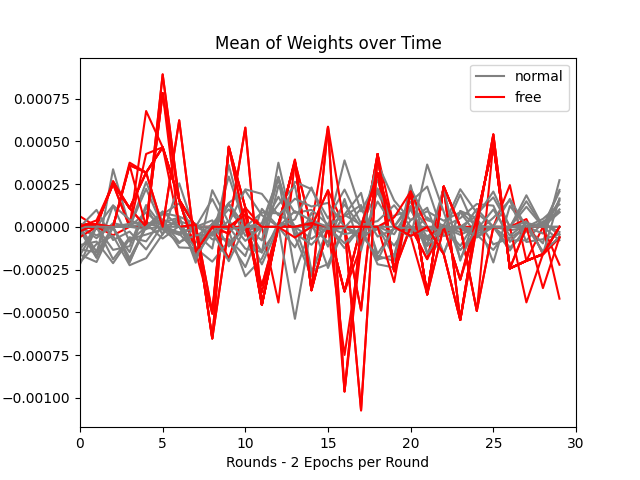 Mean of Weights over Time
normal
free
0.00075
0.00050
0.00025
0.00000
−0.00025
−0.00050
−0.00075
−0.00100
0 5 10 15 20 25 30
Rounds - 2 Epochs per Round